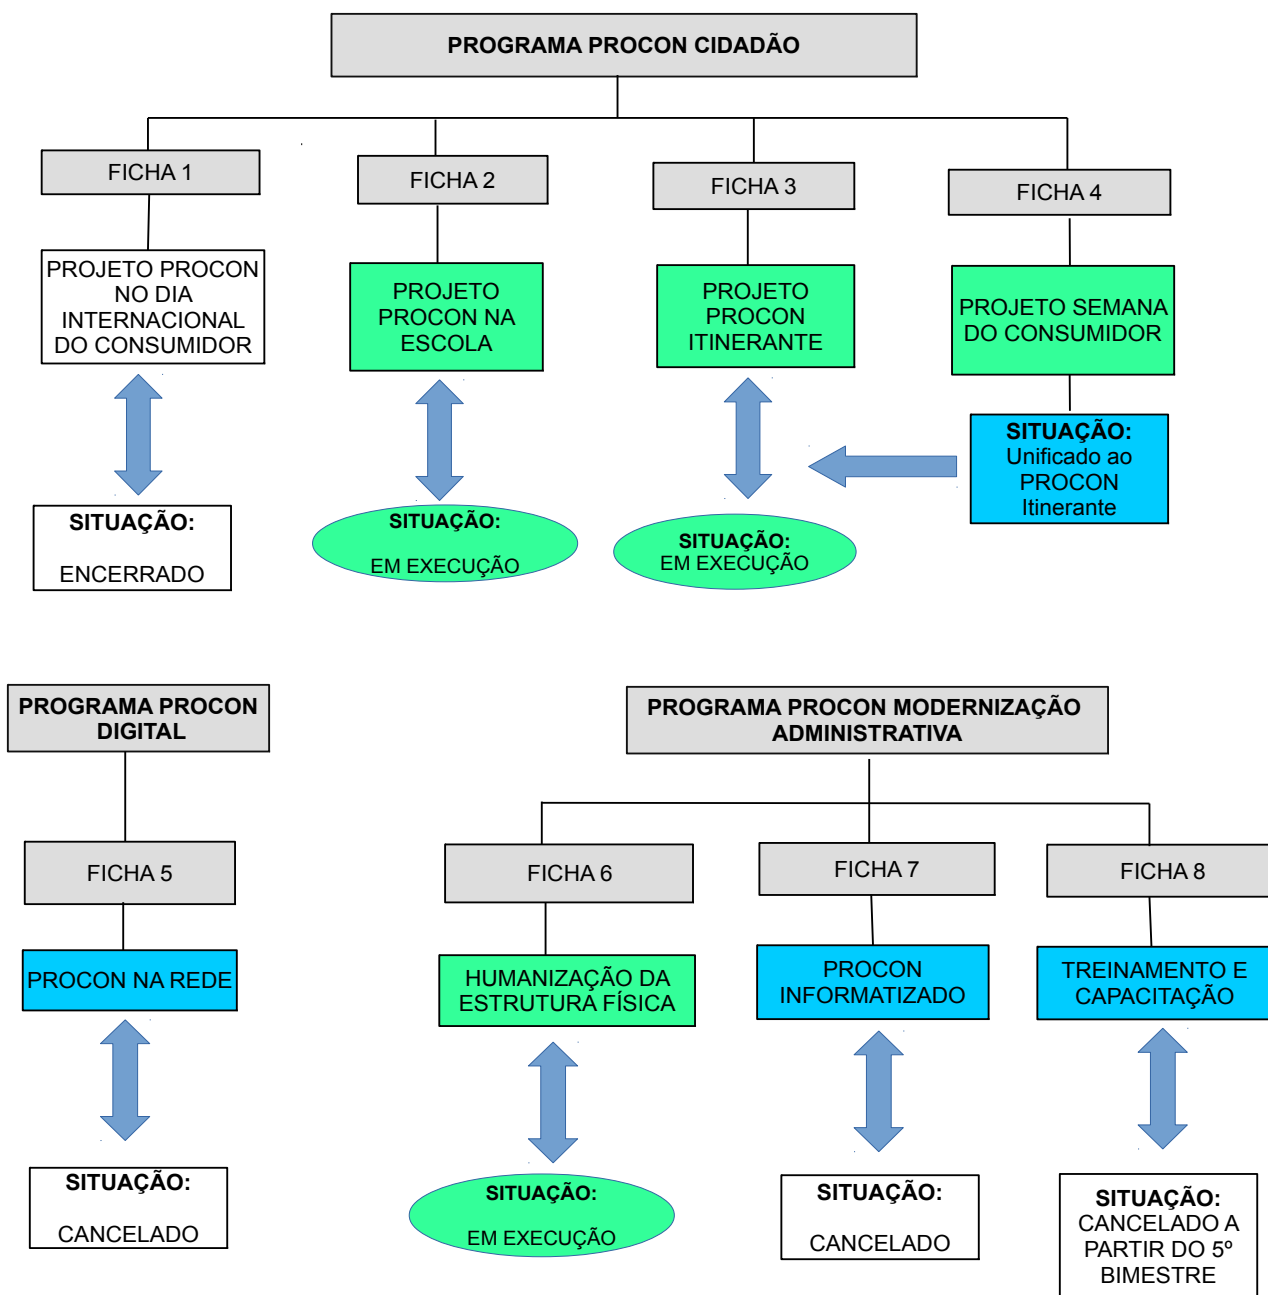 PROGRAMA PROCON CIDADÃO
FICHA 1
FICHA 2
FICHA 3
FICHA 4
PROJETO PROCON
NO DIA
INTERNACIONAL
DO CONSUMIDOR
PROJETO
PROCON NA
ESCOLA
PROJETO
PROCON
ITINERANTE
PROJETO SEMANA
DO CONSUMIDOR
SITUAÇÃO:
ENCERRADO
SITUAÇÃO:
EM EXECUÇÃO
SITUAÇÃO:
EM EXECUÇÃO
SITUAÇÃO:
Unificado ao
PROCON
Itinerante
PROGRAMA PROCON
DIGITAL
FICHA 5
PROCON NA REDE
SITUAÇÃO:
CANCELADO
PROGRAMA PROCON MODERNIZAÇÃO
ADMINISTRATIVA
FICHA 6
FICHA 7
FICHA 8
HUMANIZAÇÃO DA
ESTRUTURA FÍSICA
PROCON
INFORMATIZADO
TREINAMENTO E
CAPACITAÇÃO
SITUAÇÃO:
EM EXECUÇÃO
SITUAÇÃO:
CANCELADO
SITUAÇÃO:
CANCELADO A
PARTIR DO 5º
BIMESTRE